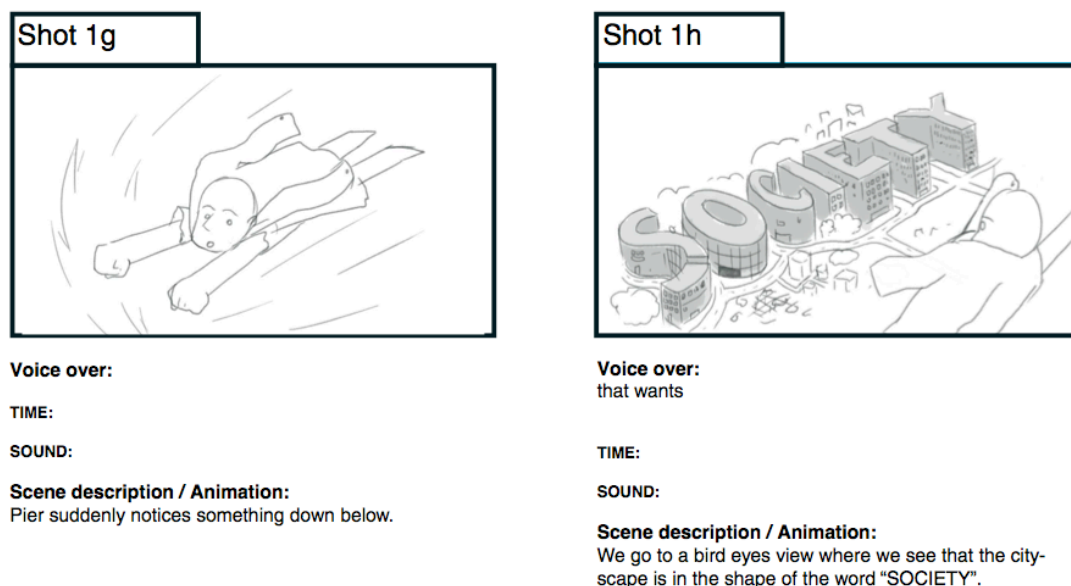 Shot 1g
Voice over:
TIME:
SOUND:
Scene description / Animation:
Pier suddenly notices something down below.
Shot 1h
SOCIETY
Voice over:
that wants
TIME:
SOUND:
Scene description / Animation:
We go to a bird eyes view where we see that the city-
scape is in the shape of the word “SOCIETY”.